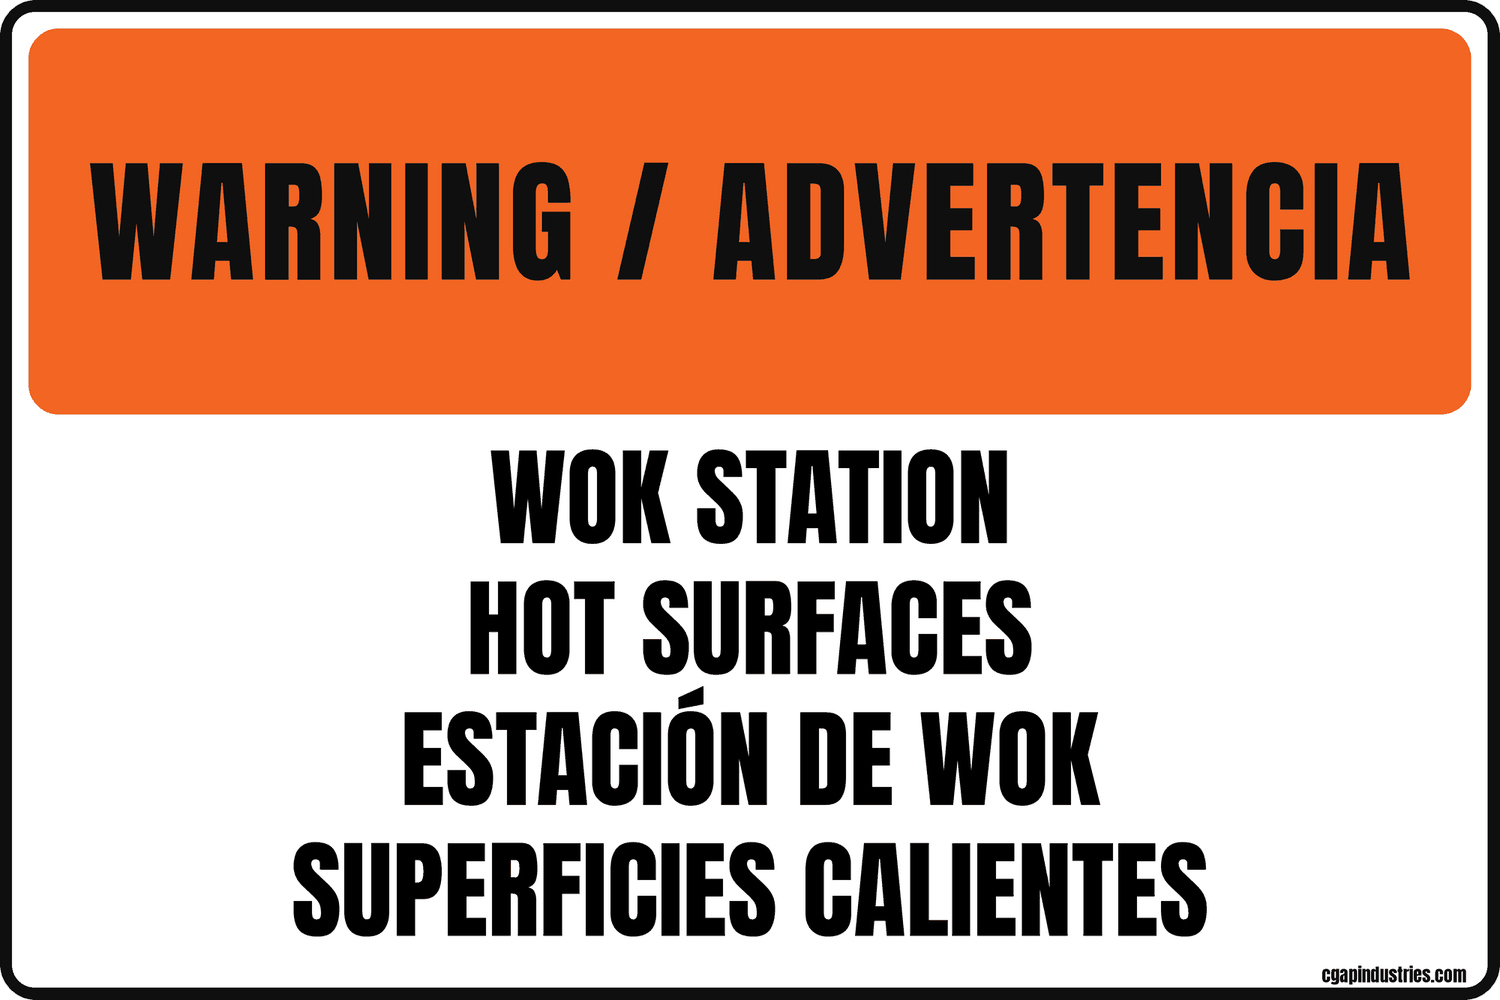 WARNING / ADVERTENCIA
WOK STATION
HOT SURFACES
ESTACIÓN DE WOK
SUPERFICIES CALIENTES
cgapindustries.com